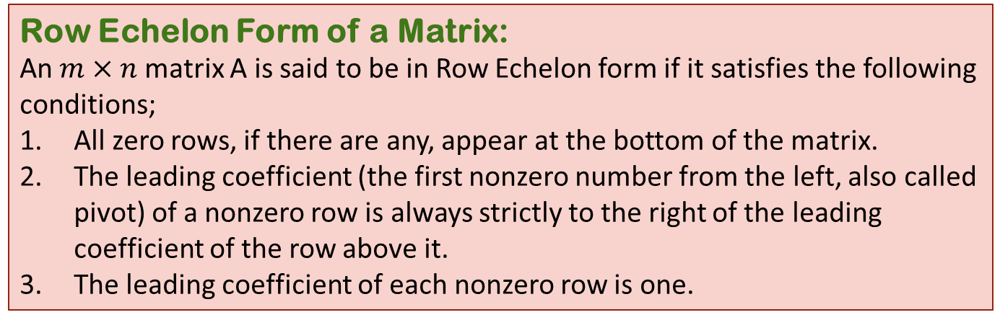 Row Echelon Form of a Matrix:
An 𝑚 × 𝑛 matrix A is said to be in Row Echelon form if it satisfies the following
conditions;
1. All zero rows, if there are any, appear at the bottom of the matrix.
2. The leading coefficient (the first nonzero number from the left, also called
pivot) of a nonzero row is always strictly to the right of the leading
coefficient of the row above it.
3. The leading coefficient of each nonzero row is one.